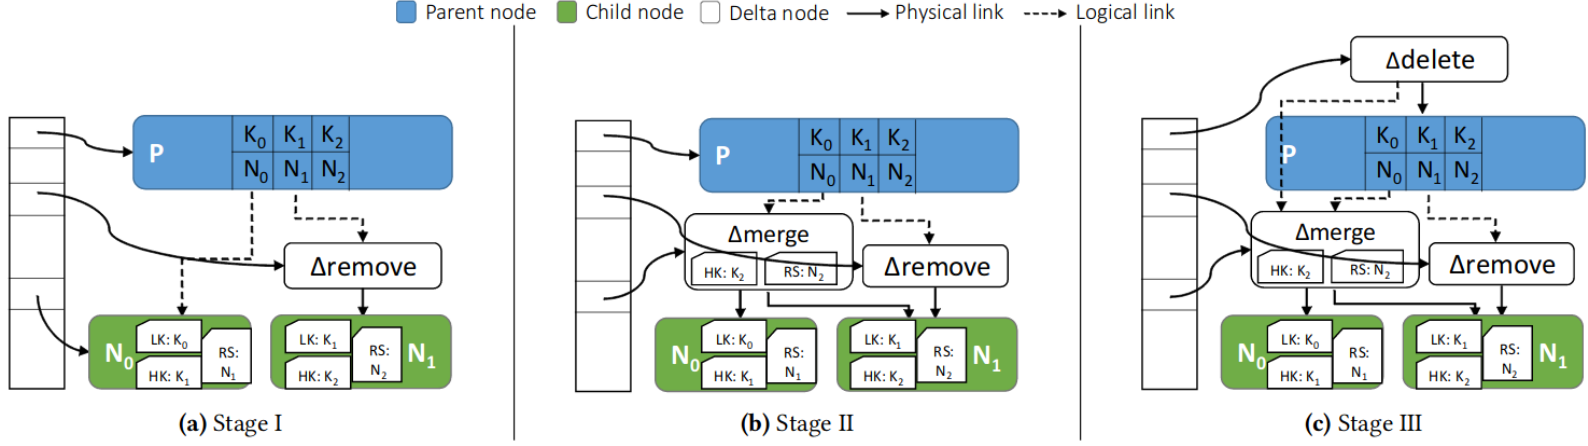 Parent node Child node Delta node Physical link Logical link
P
K₀ K₁ K₂
N₀ N₁ N₂
Δremove
N₀
LK: K₀
HK: K₁
RS:
N₁
LK: K₁
HK: K₂
RS:
N₂
N₁
(a) Stage I
P
K₀ K₁ K₂
N₀ N₁ N₂
Δmerge
HK: K₂
RS: N₂
Δremove
N₀
LK: K₀
HK: K₁
RS:
N₁
LK: K₁
HK: K₂
RS:
N₂
N₁
(b) Stage II
Δdelete
P
K₀ K₁ K₂
N₀ N₁ N₂
Δmerge
HK: K₂
RS: N₂
Δremove
N₀
LK: K₀
HK: K₁
RS:
N₁
LK: K₁
HK: K₂
RS:
N₂
N₁
(c) Stage III